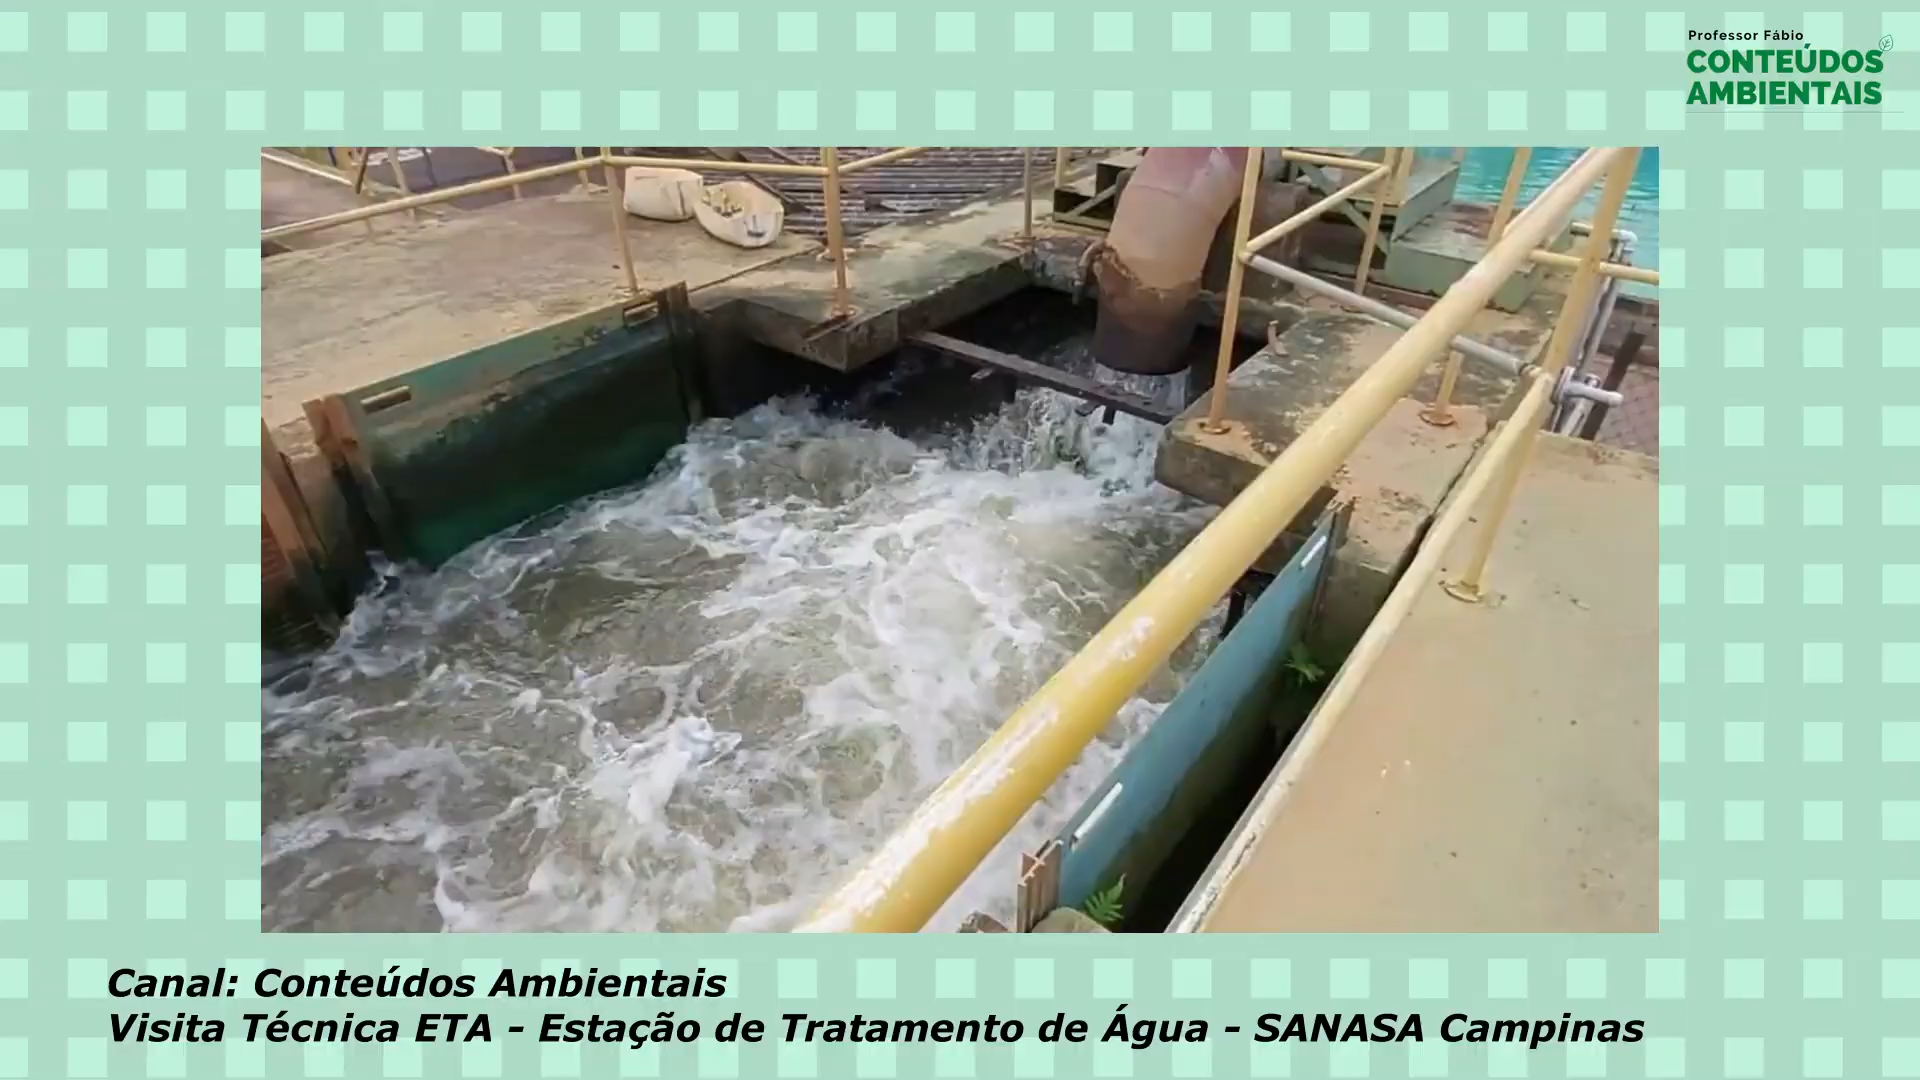 Professor Fábio
CONTEÚDOS
AMBIENTAIS
Canal: Conteúdos Ambientais
Visita Técnica ETA - Estação de Tratamento de Água - SANASA Campinas